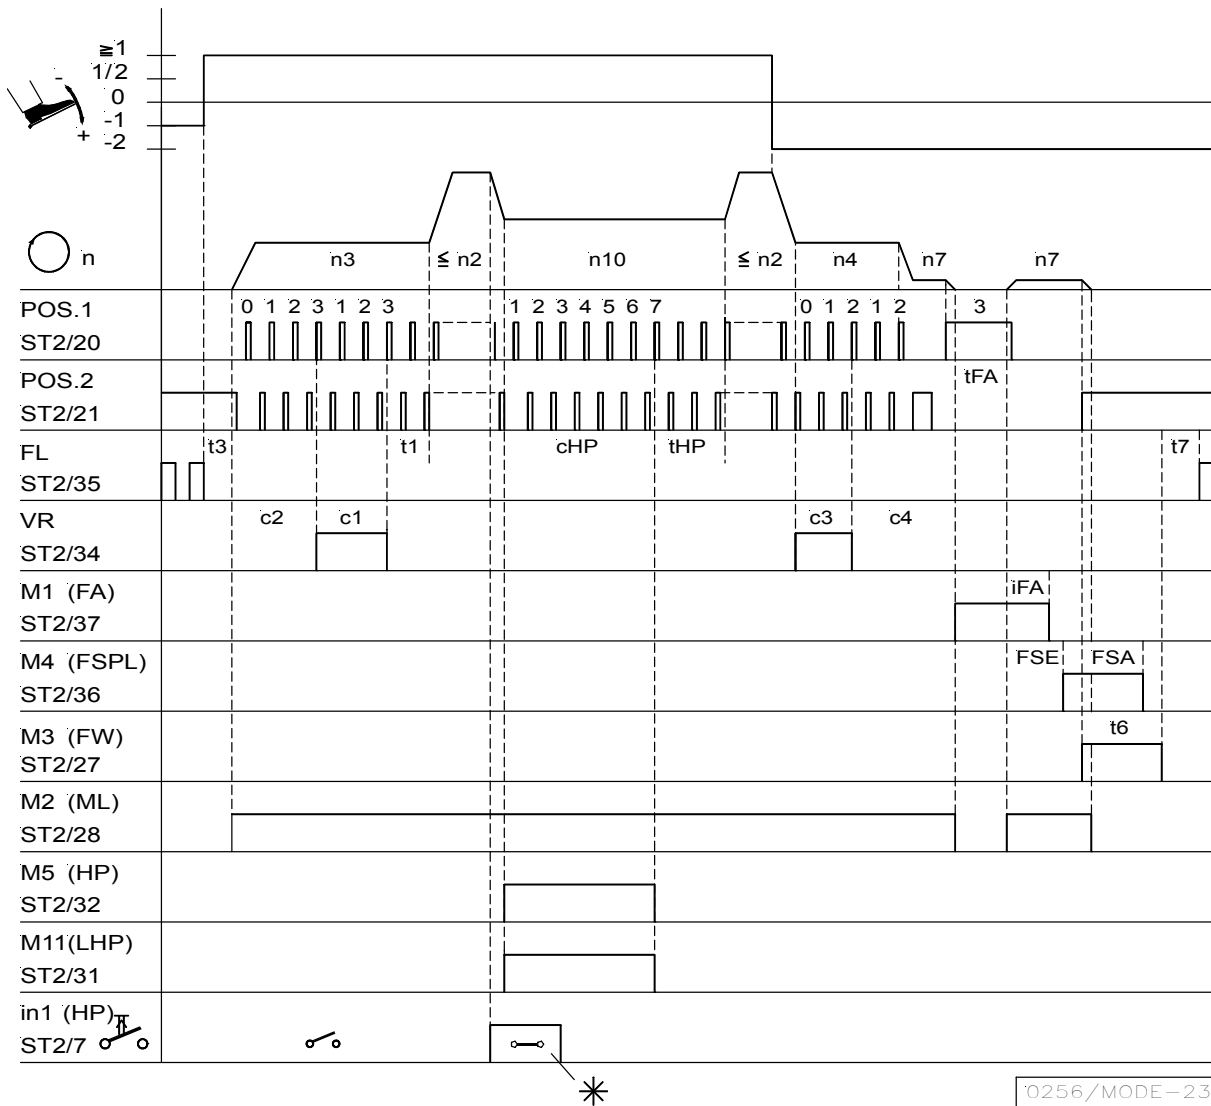 ≧1
1/2
0
-1
-2
-
+
n
n3
≦ n2
n10
≦ n2
n4
n7
n7
POS.1
ST2/20
0 1 2 3 1 2 3
1 2 3 4 5 6 7
0 1 2 1 2
3
POS.2
ST2/21
tFA
FL
ST2/35
t3
t1
cHP
tHP
t7
VR
ST2/34
c2
c1
c3
c4
M1 (FA)
ST2/37
iFA
M4 (FSPL)
ST2/36
FSE
FSA
M3 (FW)
ST2/27
t6
M2 (ML)
ST2/28
M5 (HP)
ST2/32
M11(LHP)
ST2/31
in1 (HP)
ST2/7
0256/MODE-23